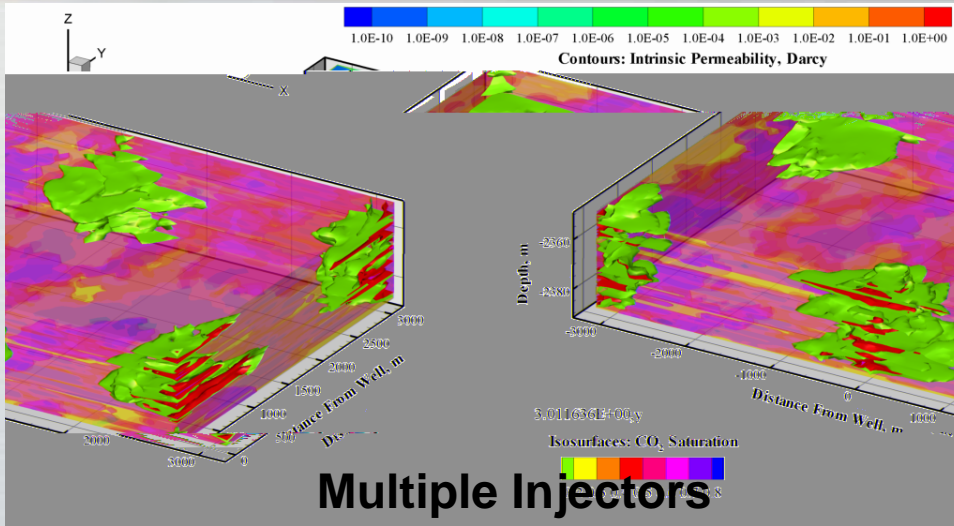 Z
Y
X
1.0E-10 1.0E-09 1.0E-08 1.0E-07 1.0E-06 1.0E-05 1.0E-04 1.0E-03 1.0E-02 1.0E-01 1.0E+00
Contours: Intrinsic Permeability, Darcy
-2360
-2380
Depth, m
-3000
-2000
-1000
0
1000
Distance From Well, m
3000
2500
2000
1500
1000
500
0
istance From Well, m
2000
3000
3.011636E+00,y
Isosurfaces: CO₂ Saturation
Multiple Injectors